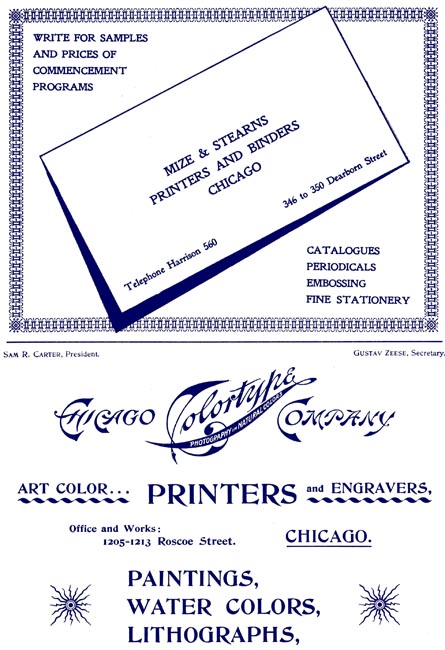 WRITE FOR SAMPLES
AND PRICES OF
COMMENCEMENT
PROGRAMS
MIZE & STEARNS
PRINTERS AND BINDERS
CHICAGO
Telephone Harrison 560
346 to 350 Dearborn Street
CATALOGUES
PERIODICALS
EMBOSSING
FINE STATIONERY
SAM R. CARTER, President.
GUSTAV ZEESE, Secretary.
CHICAGO Colortype COMPANY.
PHOTOGRAPHY IN NATURAL COLORS
ART COLOR... PRINTERS and ENGRAVERS,
Office and Works:
1205-1213 Roscoe Street.
CHICAGO.
PAINTINGS,
WATER COLORS,
LITHOGRAPHS,